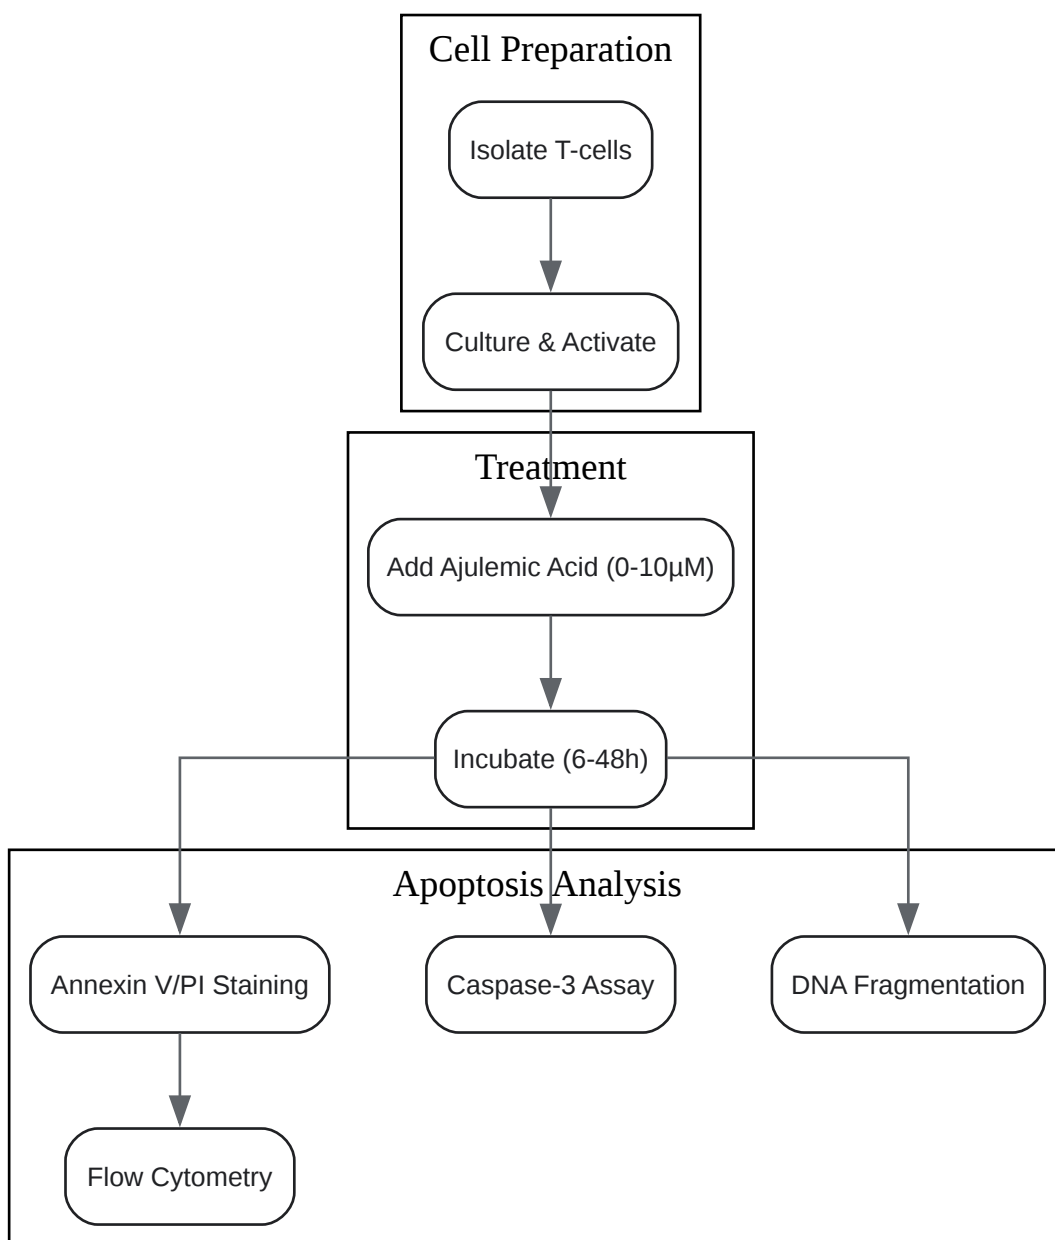 Cell Preparation
Isolate T-cells
Culture & Activate
Treatment
Add Ajulemic Acid (0-10µM)
Incubate (6-48h)
Apoptosis Analysis
Annexin V/PI Staining
Caspase-3 Assay
DNA Fragmentation
Flow Cytometry